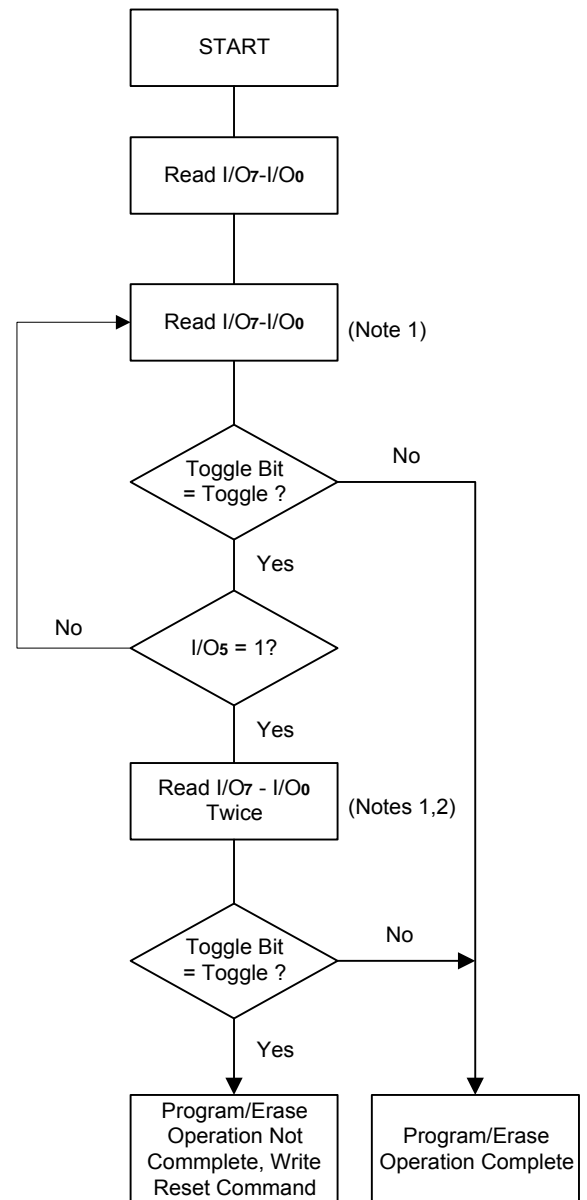 START
Read I/O7-I/O0
Read I/O7-I/O0
(Note 1)
Toggle Bit
= Toggle ?
No
Yes
No
I/O5 = 1?
Yes
Read I/O7 - I/O0
Twice
(Notes 1,2)
Toggle Bit
= Toggle ?
No
Yes
Program/Erase
Operation Not
Commplete, Write
Reset Command
Program/Erase
Operation Complete